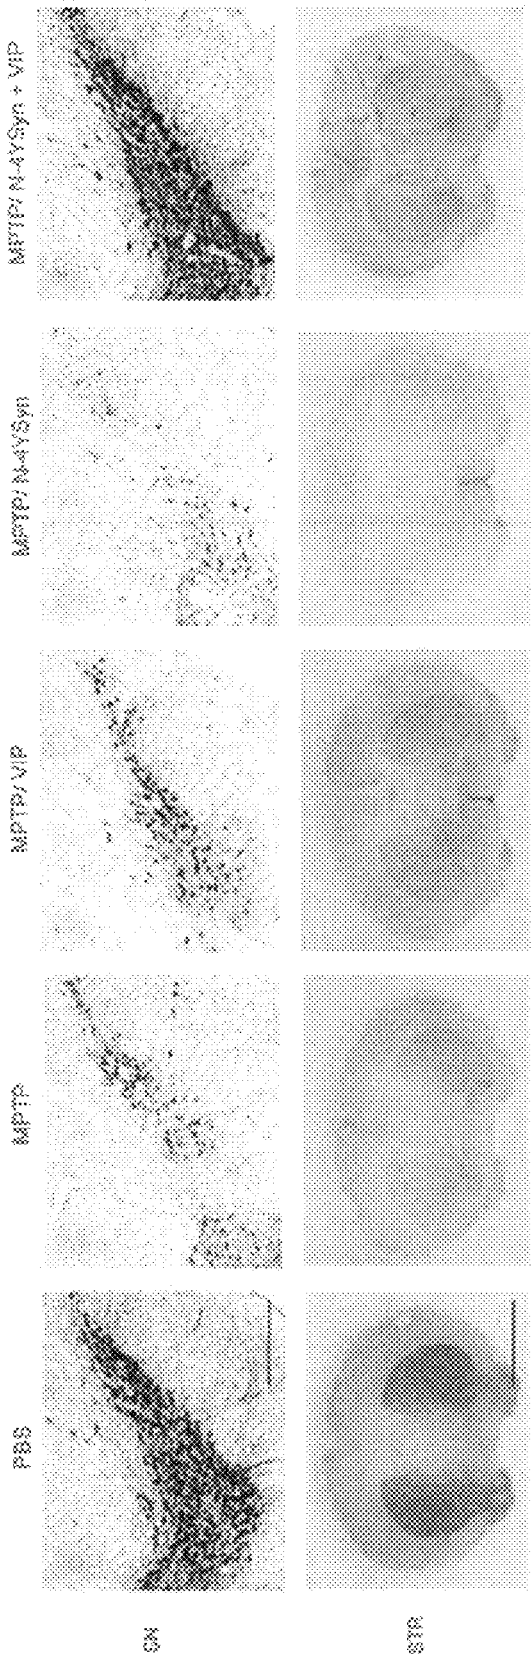 PBS
MPTP
MPTP/ VIP
MPTP/ N-4YSyn
MPTP/ N-4YSyn + VIP
SN
STR